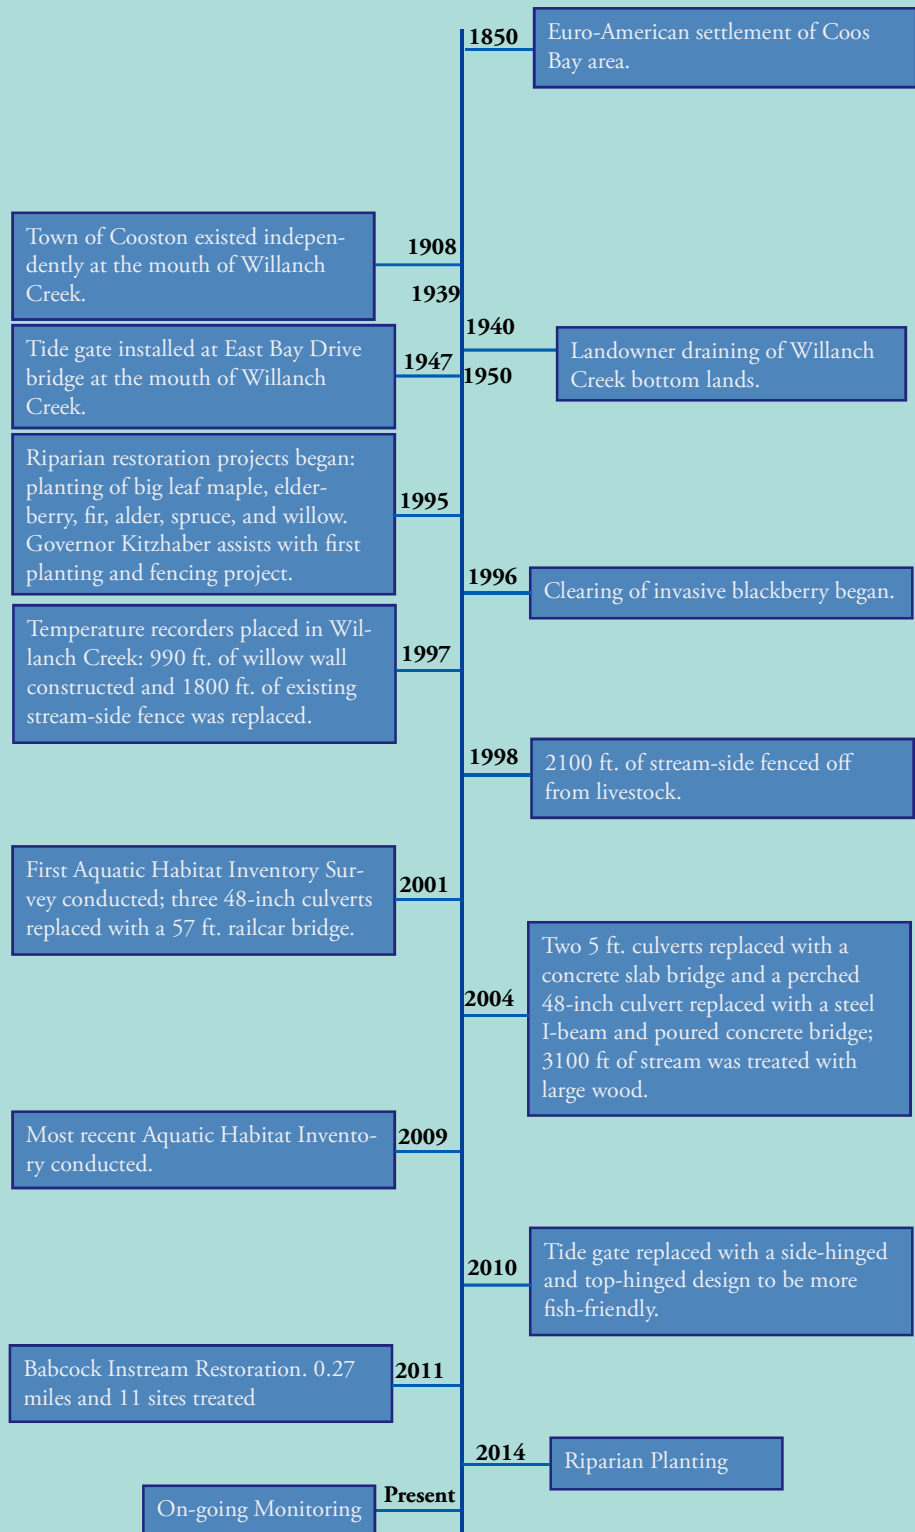 1850
Euro-American settlement of Coos
Bay area.
1908
Town of Cooston existed indepen-
dently at the mouth of Willanch
Creek.
1939
1940
Landowner draining of Willanch
Creek bottom lands.
1947
Tide gate installed at East Bay Drive
bridge at the mouth of Willanch
Creek.
1950
1995
Riparian restoration projects began:
planting of big leaf maple, elder-
berry, fir, alder, spruce, and willow.
Governor Kitzhaber assists with first
planting and fencing project.
1996
Clearing of invasive blackberry began.
1997
Temperature recorders placed in Wil-
lanch Creek: 990 ft. of willow wall
constructed and 1800 ft. of existing
stream-side fence was replaced.
1998
2100 ft. of stream-side fenced off
from livestock.
2001
First Aquatic Habitat Inventory Sur-
vey conducted; three 48-inch culverts
replaced with a 57 ft. railcar bridge.
2004
Two 5 ft. culverts replaced with a
concrete slab bridge and a perched
48-inch culvert replaced with a steel
I-beam and poured concrete bridge;
3100 ft of stream was treated with
large wood.
2009
Most recent Aquatic Habitat Invento-
ry conducted.
2010
Tide gate replaced with a side-hinged
and top-hinged design to be more
fish-friendly.
2011
Babcock Instream Restoration. 0.27
miles and 11 sites treated
2014
Riparian Planting
Present
On-going Monitoring